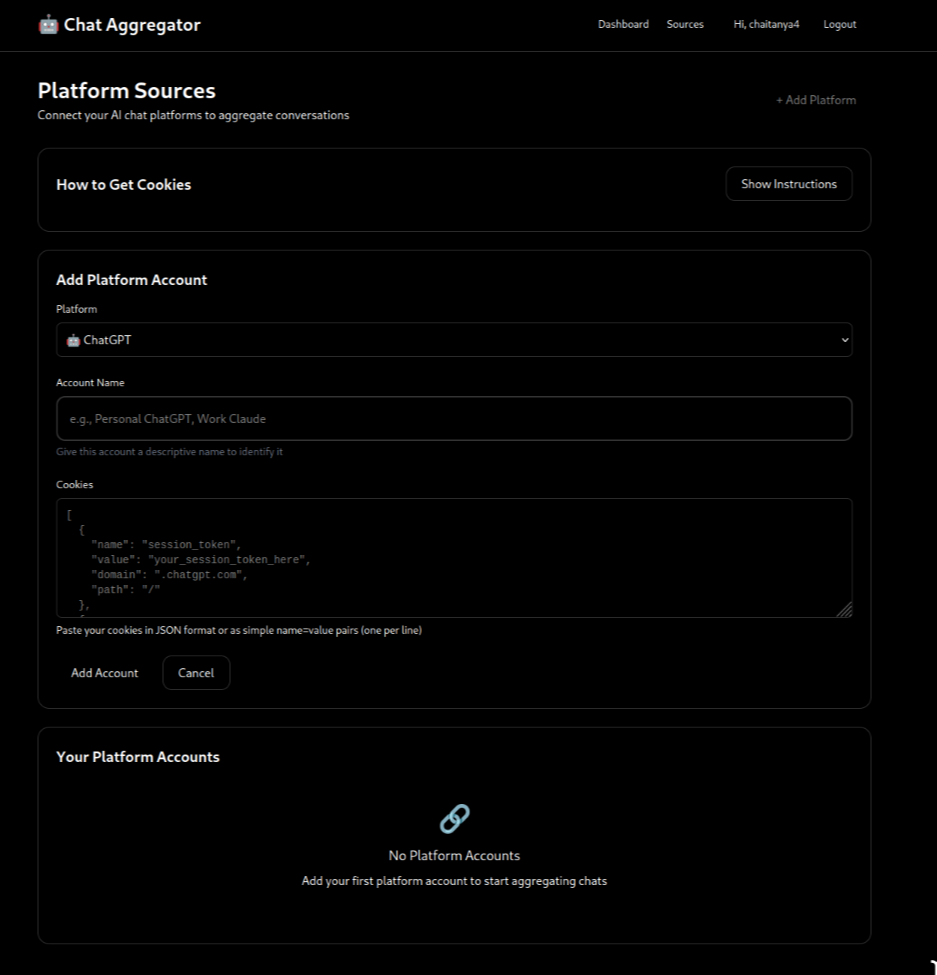 🤖 Chat Aggregator
Dashboard Sources Hi, chaitanya4 Logout
Platform Sources
Connect your AI chat platforms to aggregate conversations
+ Add Platform
How to Get Cookies
Show Instructions
Add Platform Account
Platform
🤖 ChatGPT
Account Name
e.g., Personal ChatGPT, Work Claude
Give this account a descriptive name to identify it
Cookies
[
  {
    "name": "session_token",
    "value": "your_session_token_here",
    "domain": ".chatgpt.com",
    "path": "/"
  },
Paste your cookies in JSON format or as simple name=value pairs (one per line)
Add Account Cancel
Your Platform Accounts
No Platform Accounts
Add your first platform account to start aggregating chats